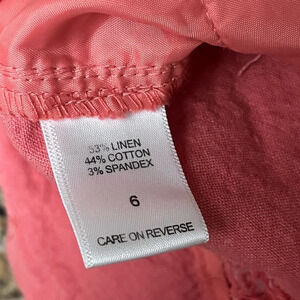 53% LINEN
44% COTTON
3% SPANDEX
6
CARE ON REVERSE